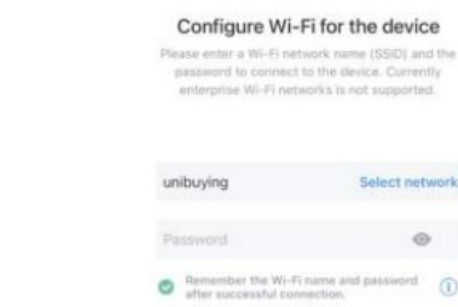 Configure Wi-Fi for the device
Please enter a Wi-Fi network name (SSID) and the
password to connect to the device. Currently
enterprise Wi-Fi networks is not supported.
unibuying Select network
Password
Remember the Wi-Fi name and password
after successful connection.